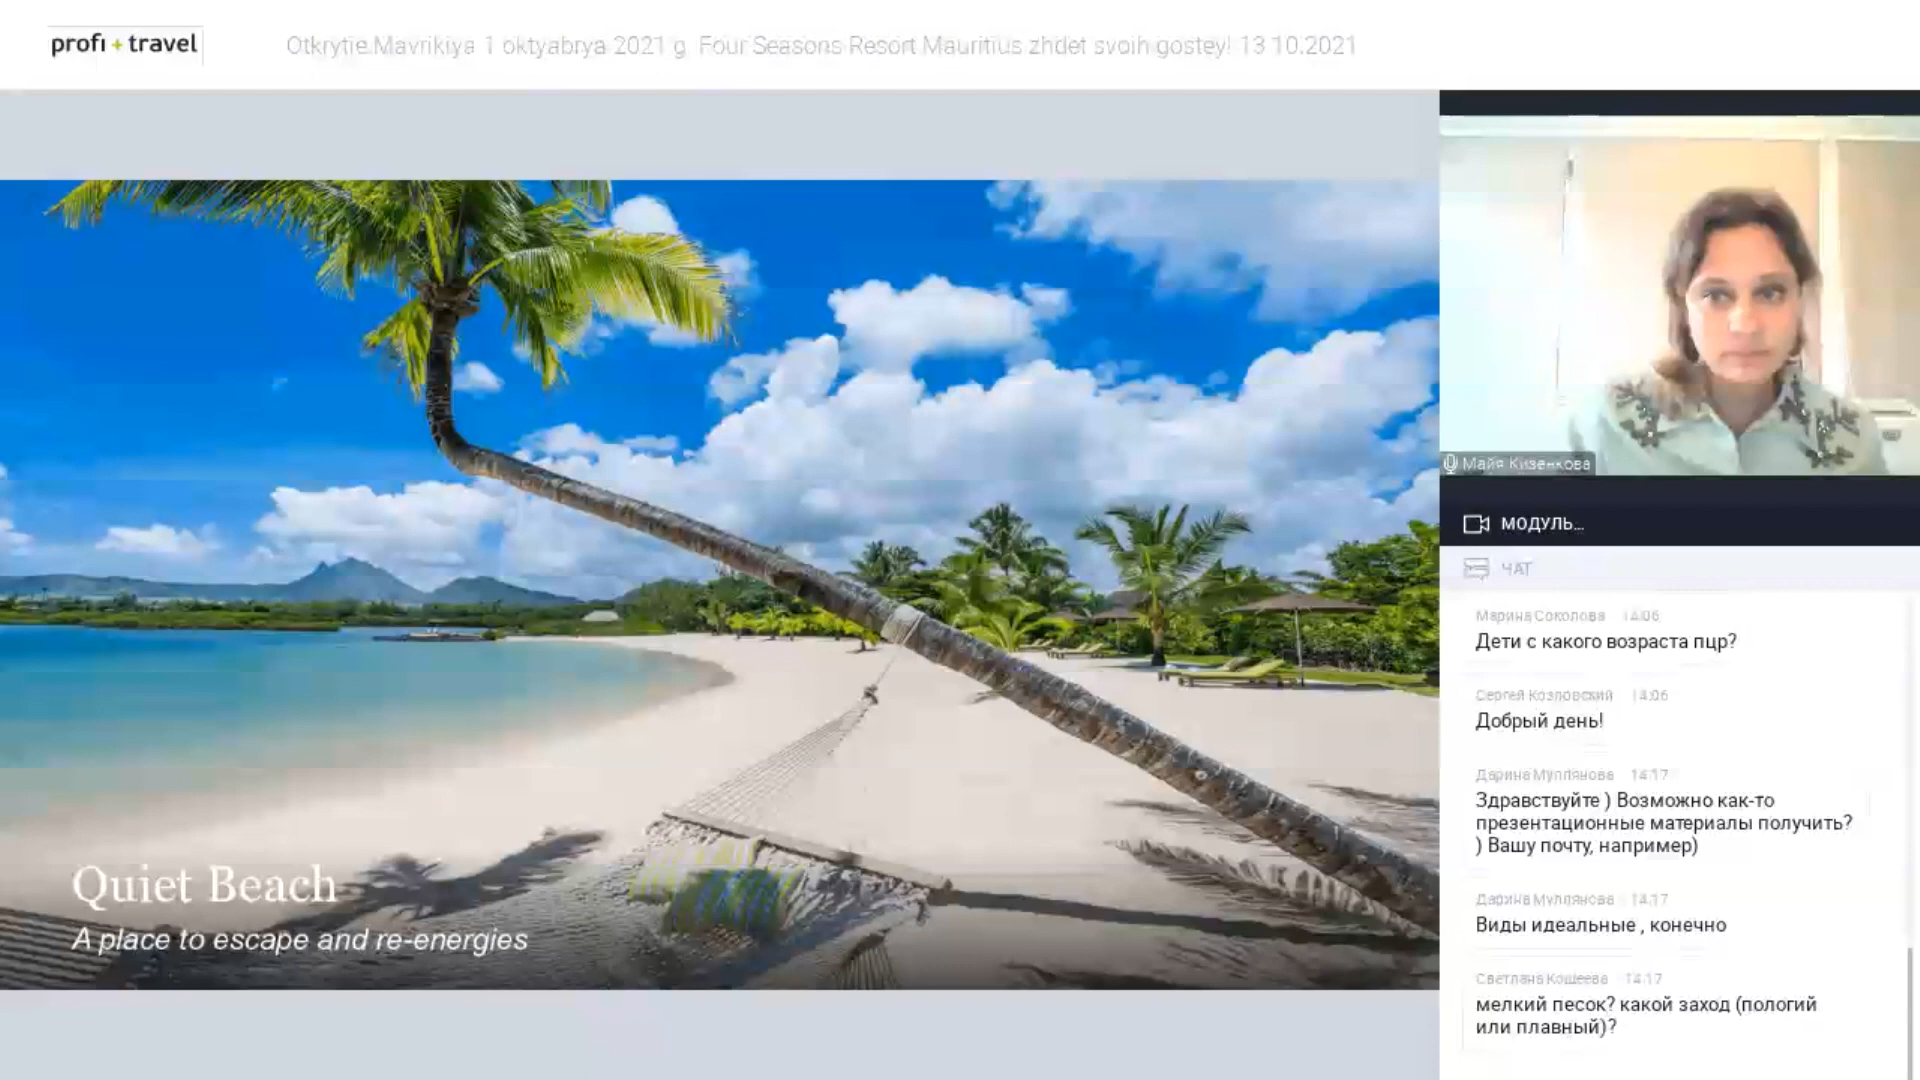 profi + travel
Otkrytie Mavrikiya 1 oktyabrya 2021 g. Four Seasons Resort Mauritius zhdet svoih gostey! 13 10.2021
Майя Кизенкова
МОДУЛЬ...
ЧАТ
Марина Соколова 14:06
Дети с какого возраста пцр?
Сергей Козловский 14:06
Добрый день!
Дарина Муллянова 14:17
Здравствуйте ) Возможно как-то
презентационные материалы получить?
) Вашу почту, например)
Дарина Муллянова 14:17
Виды идеальные , конечно
Светлана Кощеева 14:17
мелкий песок? какой заход (пологий
или плавный)?
Quiet Beach
A place to escape and re-energies